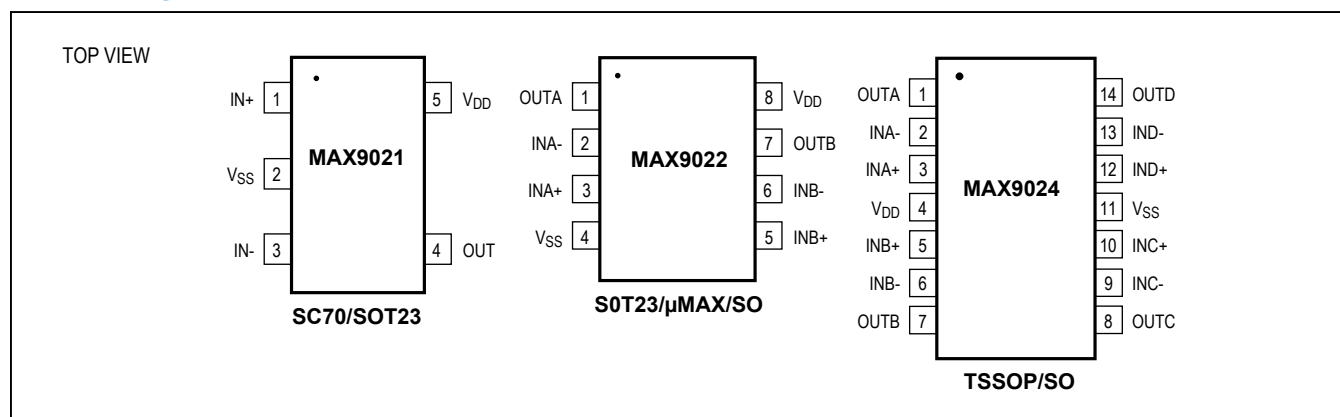 TOP VIEW
IN+ 1
VSS 2
IN- 3
5 VDD
4 OUT
MAX9021
SC70/SOT23
OUTA 1
INA- 2
INA+ 3
VSS 4
8 VDD
7 OUTB
6 INB-
5 INB+
MAX9022
S0T23/µMAX/SO
OUTA 1
INA- 2
INA+ 3
VDD 4
INB+ 5
INB- 6
OUTB 7
14 OUTD
13 IND-
12 IND+
11 VSS
10 INC+
9 INC-
8 OUTC
MAX9024
TSSOP/SO